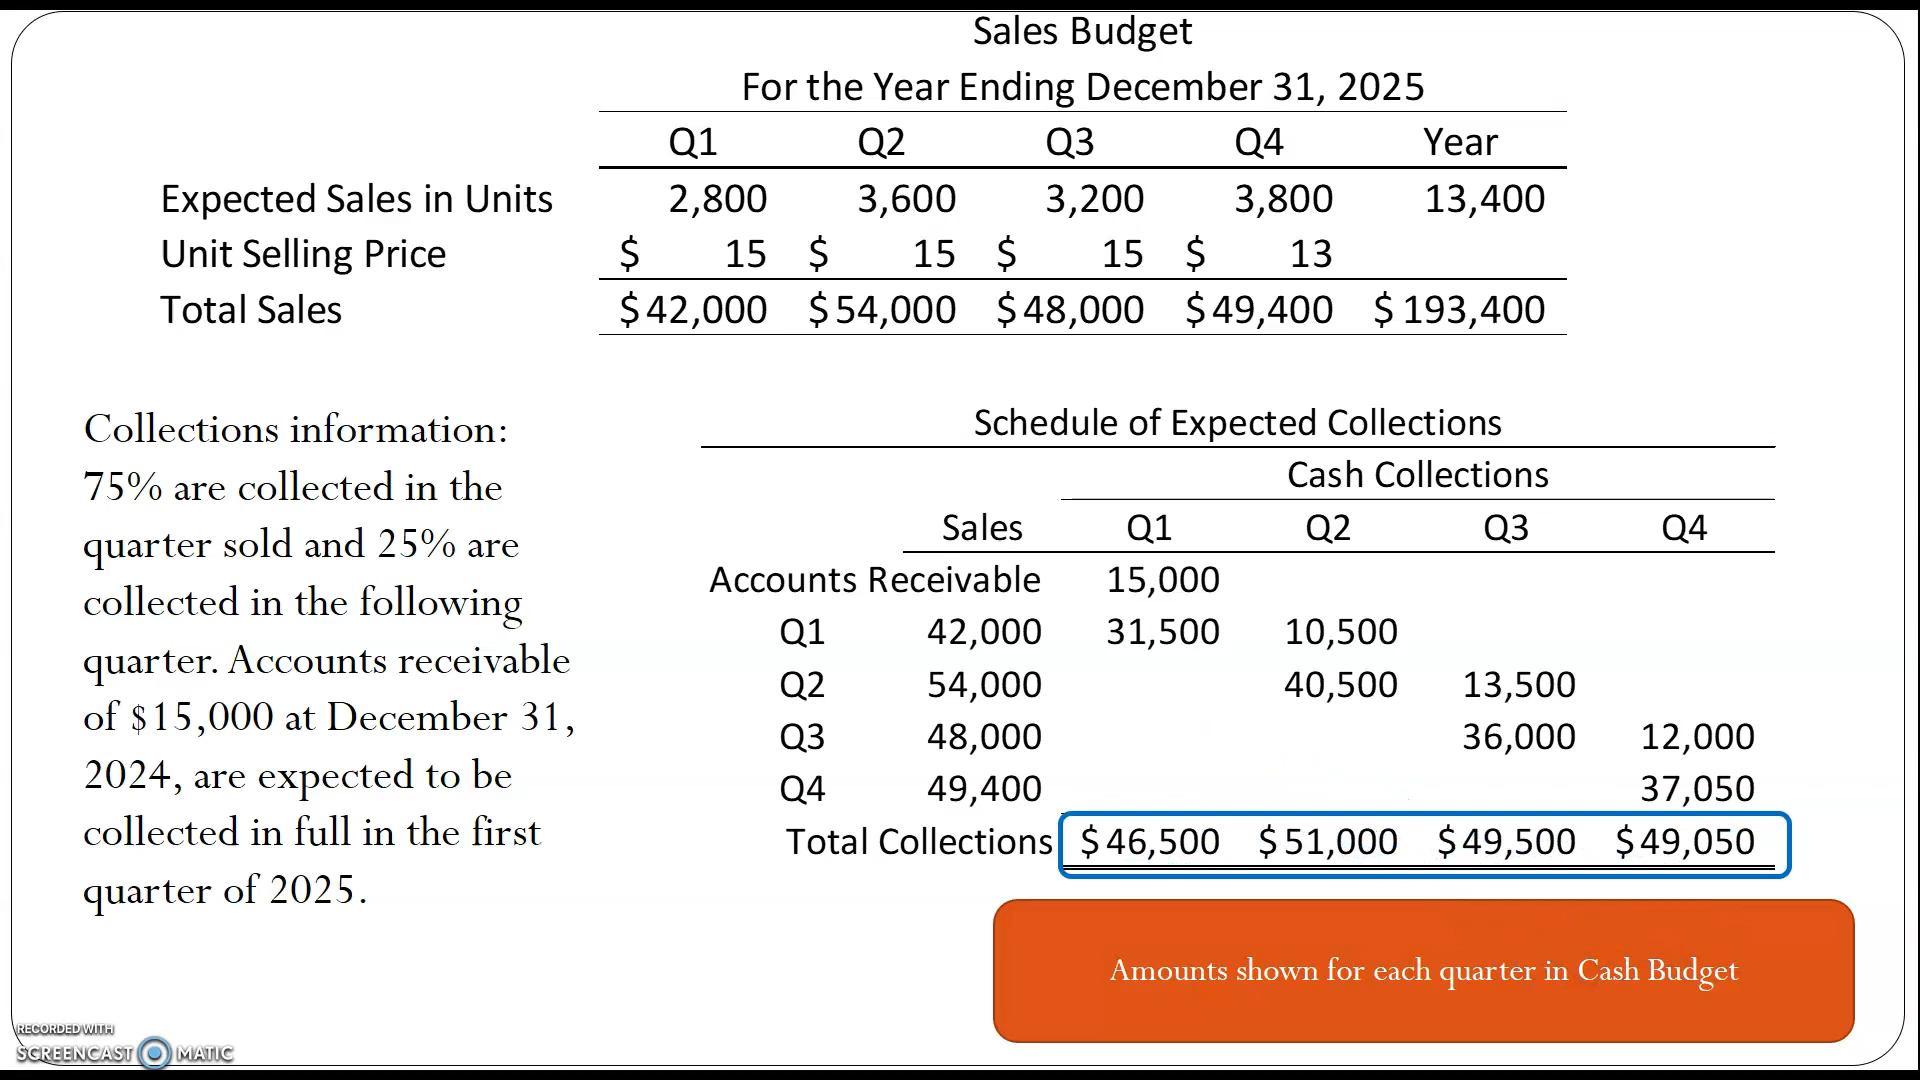 Sales Budget
For the Year Ending December 31, 2025
Q1 Q2 Q3 Q4 Year
Expected Sales in Units 2,800 3,600 3,200 3,800 13,400
Unit Selling Price $ 15 $ 15 $ 15 $ 13
Total Sales $ 42,000 $ 54,000 $ 48,000 $ 49,400 $ 193,400
Collections information:
75% are collected in the
quarter sold and 25% are
collected in the following
quarter. Accounts receivable
of $15,000 at December 31,
2024, are expected to be
collected in full in the first
quarter of 2025.
Schedule of Expected Collections
Cash Collections
Sales Q1 Q2 Q3 Q4
Accounts Receivable 15,000
Q1 42,000 31,500 10,500
Q2 54,000 40,500 13,500
Q3 48,000 36,000 12,000
Q4 49,400 37,050
Total Collections $ 46,500 $ 51,000 $ 49,500 $ 49,050
Amounts shown for each quarter in Cash Budget
RECORDED WITH
SCREENCAST MATIC